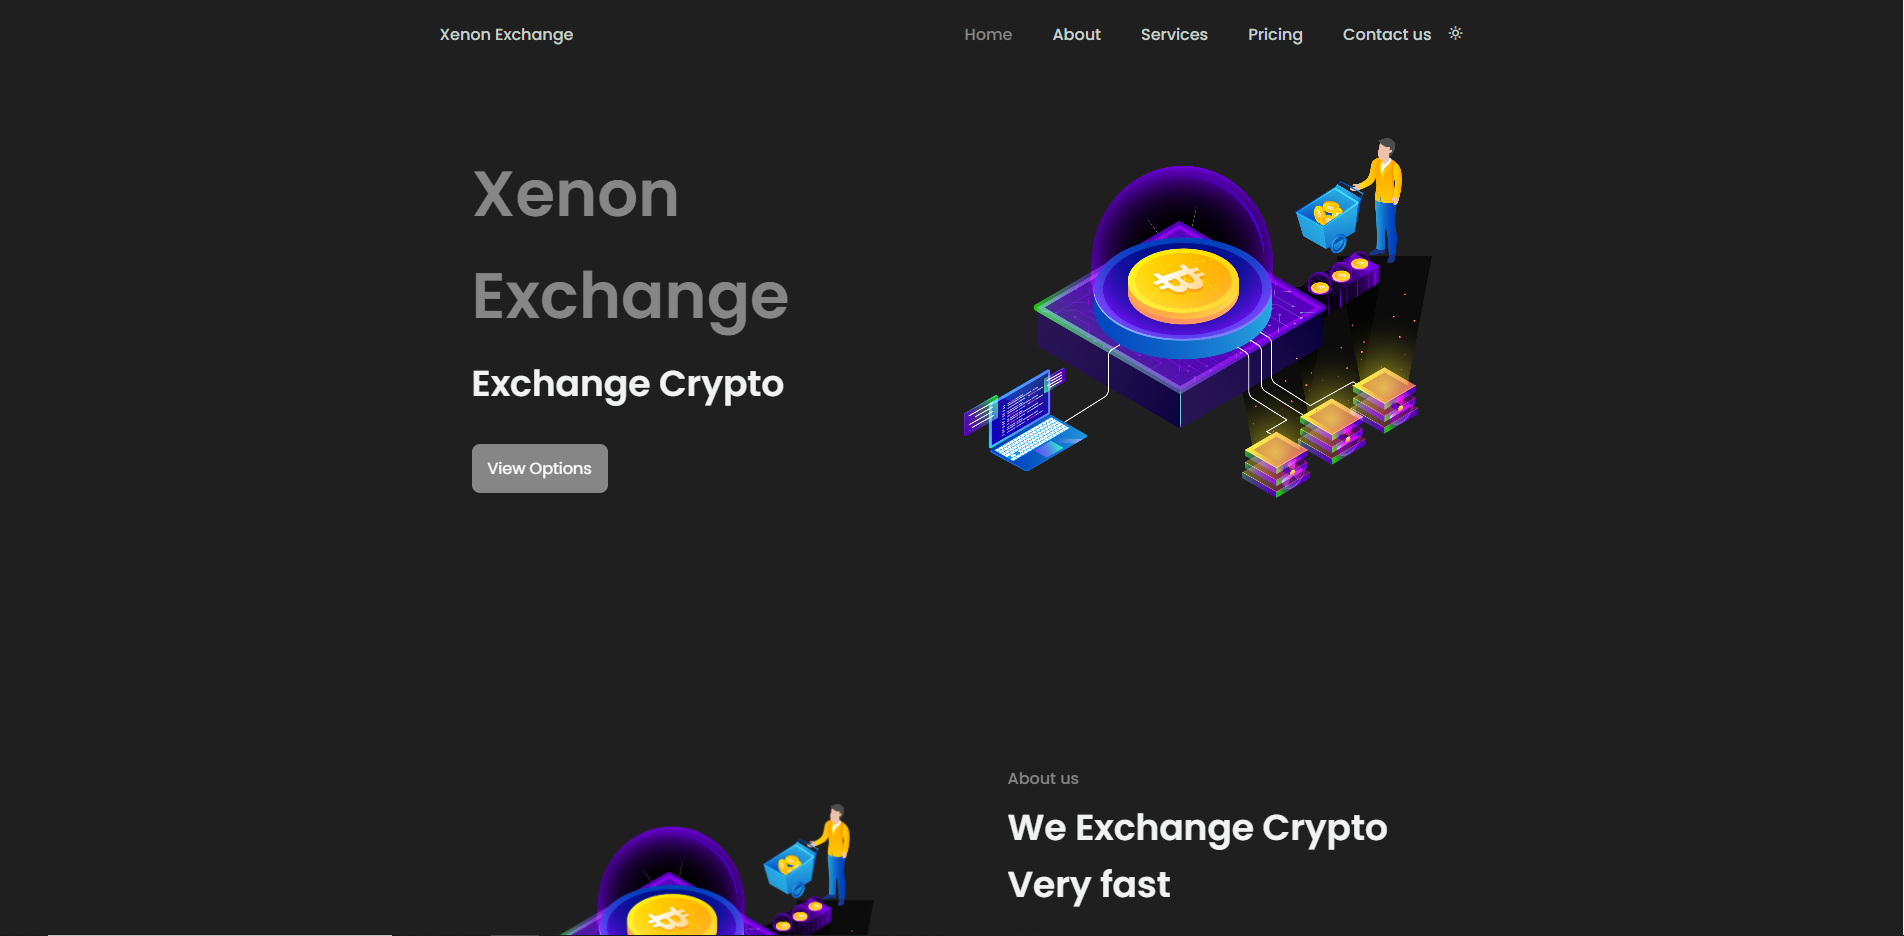 Xenon Exchange
Home About Services Pricing Contact us
Xenon
Exchange
Exchange Crypto
View Options
About us
We Exchange Crypto
Very fast